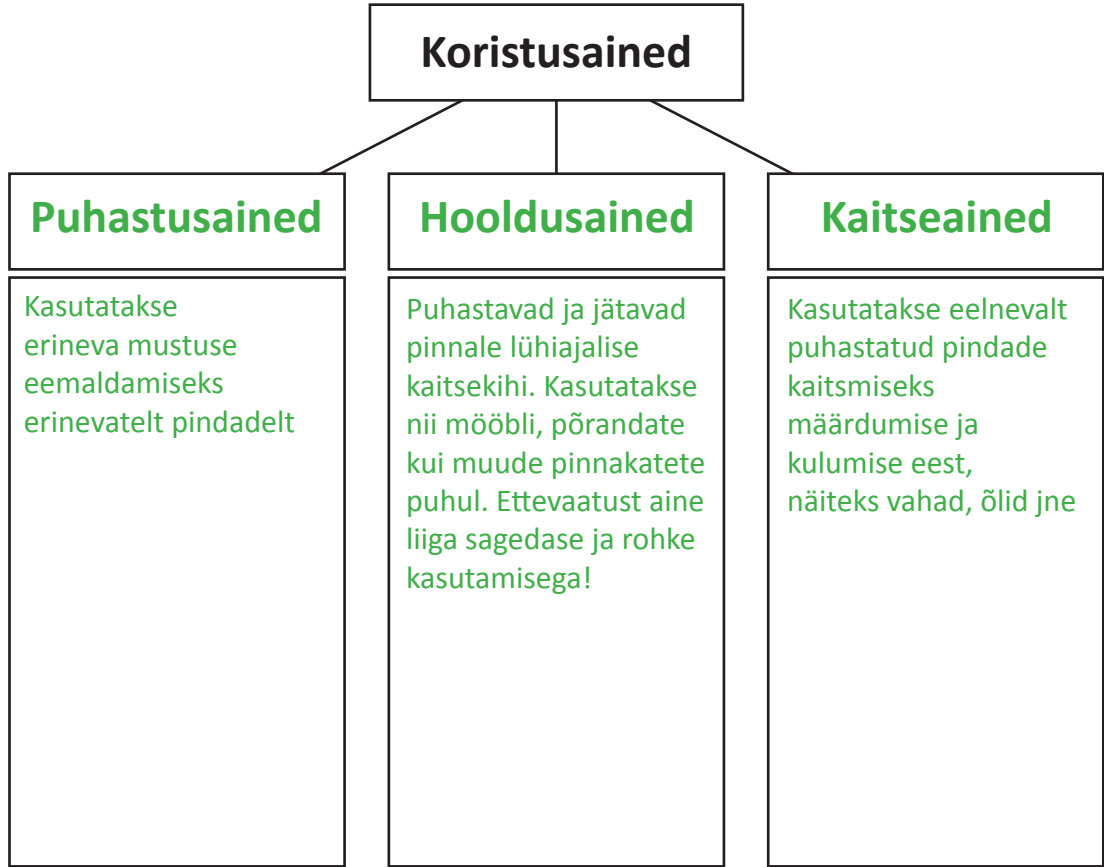 Koristusained
Puhastusained
Kasutatakse
erineva mustuse
eemaldamiseks
erinevatelt pindadelt
Hooldusained
Puhastavad ja jätavad
pinnale lühiajalise
kaitsekihi. Kasutatakse
nii mööbli, põrandate
kui muude pinnakatete
puhul. Ettevaatust aine
liiga sagedase ja rohke
kasutamisega!
Kaitseained
Kasutatakse eelnevalt
puhastatud pindade
kaitsmiseks
määrdumise ja
kulumise eest,
näiteks vahad, õlid jne